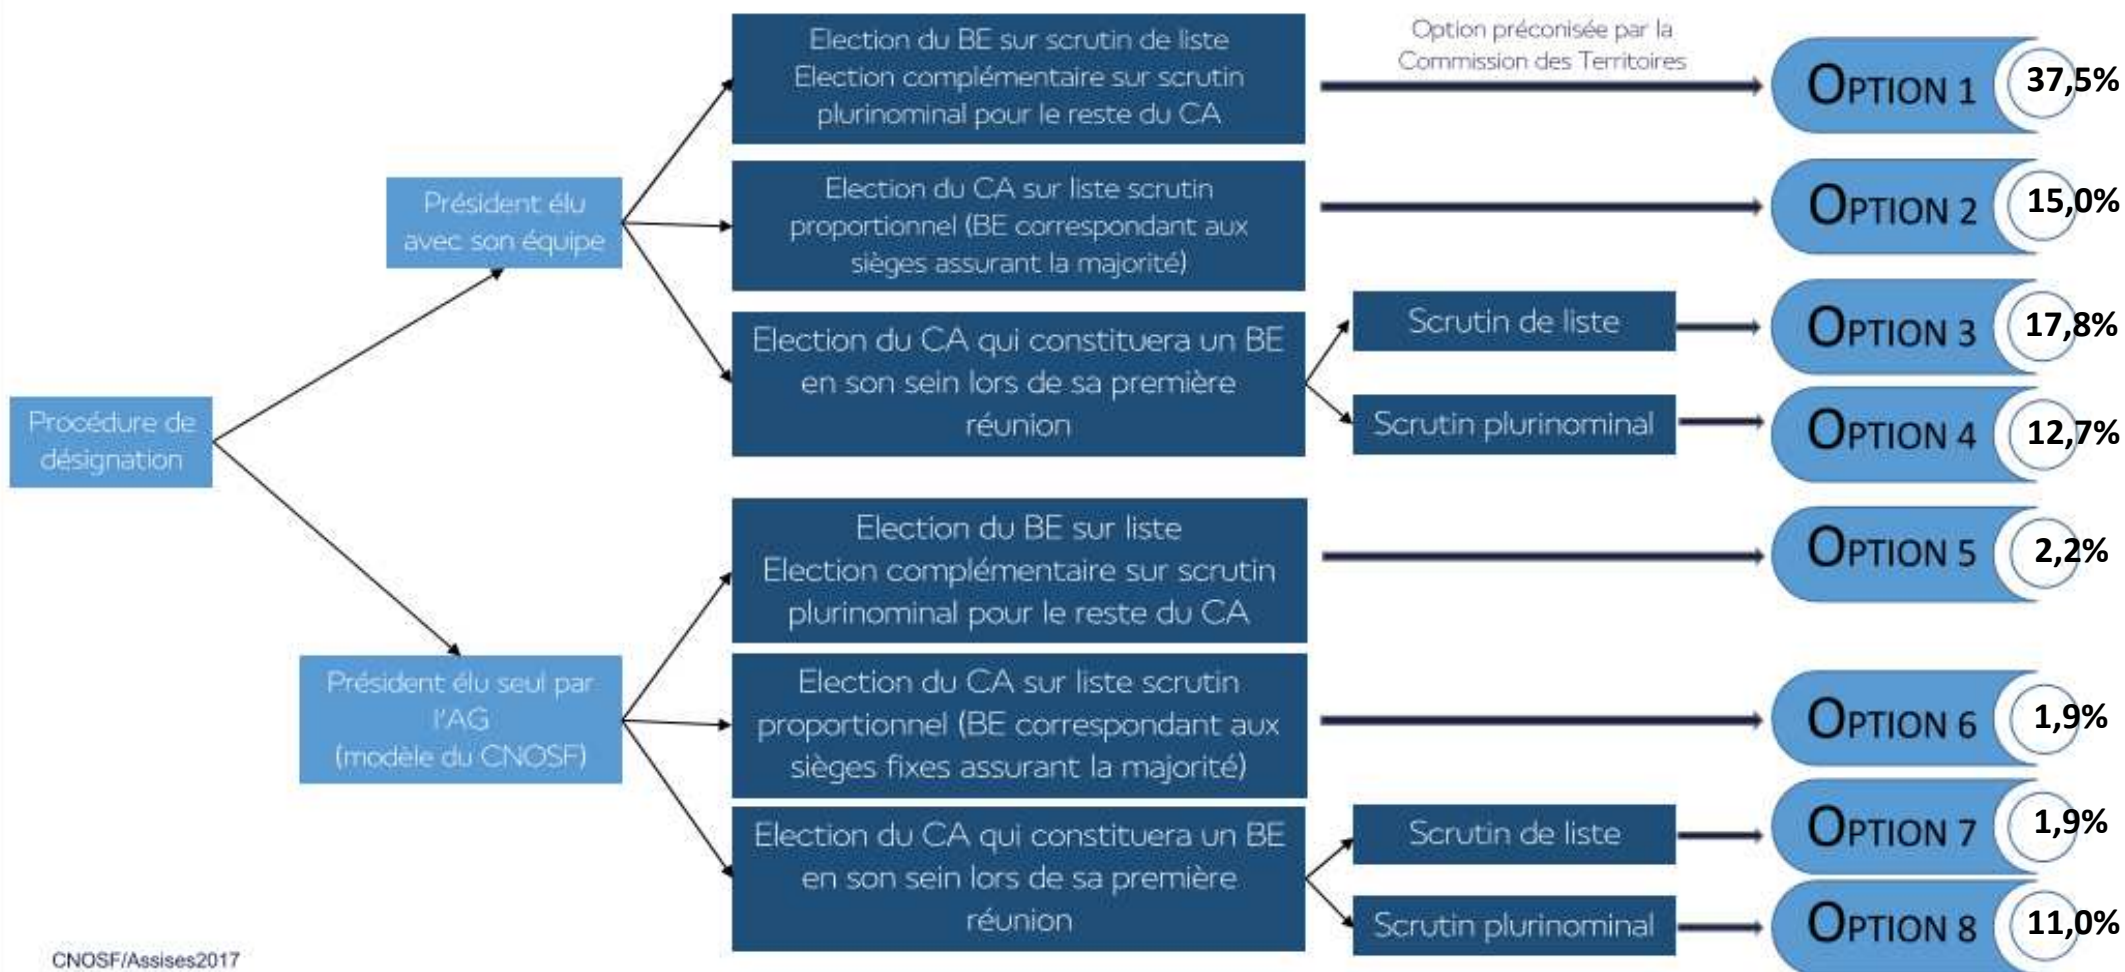 Procédure de
désignation
Président élu
avec son équipe
Election du BE sur scrutin de liste
Election complémentaire sur scrutin
plurinominal pour le reste du CA
Option préconisée par la
Commission des Territoires
OPTION 1
37,5%
Election du CA sur liste scrutin
proportionnel (BE correspondant aux
sièges assurant la majorité)
OPTION 2
15,0%
Election du CA qui constituera un BE
en son sein lors de sa première
réunion
Scrutin de liste
OPTION 3
17,8%
Scrutin plurinominal
OPTION 4
12,7%
Président élu seul par
l'AG
(modèle du CNOSF)
Election du BE sur liste
Election complémentaire sur scrutin
plurinominal pour le reste du CA
OPTION 5
2,2%
Election du CA sur liste scrutin
proportionnel (BE correspondant aux
sièges fixes assurant la majorité)
OPTION 6
1,9%
Election du CA qui constituera un BE
en son sein lors de sa première
réunion
Scrutin de liste
OPTION 7
1,9%
Scrutin plurinominal
OPTION 8
11,0%
CNOSF/Assises2017